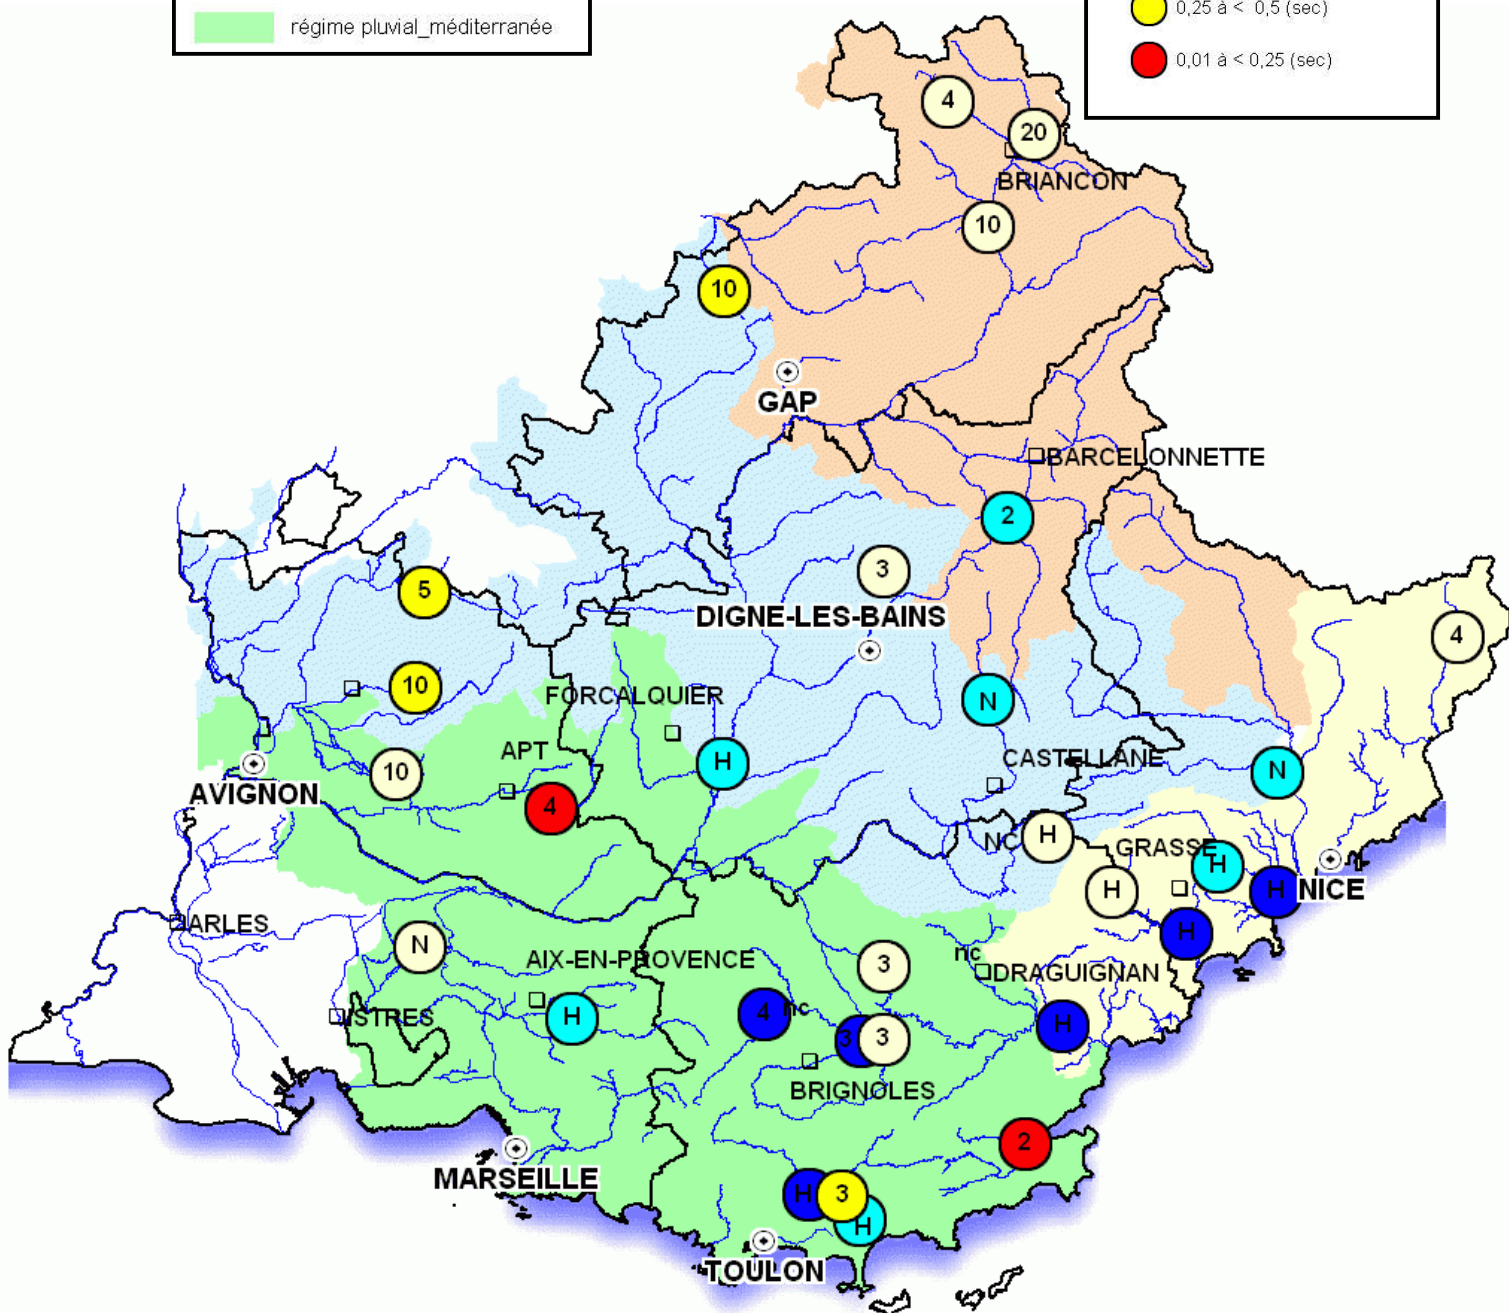 0,25 à < 0,5 (sec)
régime pluvial_méditerranée
0,01 à < 0,25 (sec)
4
20
BRIANCON
10
10
GAP
BARCELONNETTE
2
3
5
DIGNE-LES-BAINS
4
10
FORCALQUIER
N
APT
CASTELLANE
10
H
N
AVIGNON
4
NC
H
GRASSE
H
H
H
NICE
ARLES
H
N
AIX-EN-PROVENCE
3
nc
DRAGUIGNAN
ISTRES
H
4
nc
H
3
3
BRIGNOLES
2
MARSEILLE
H
3
H
TOULON